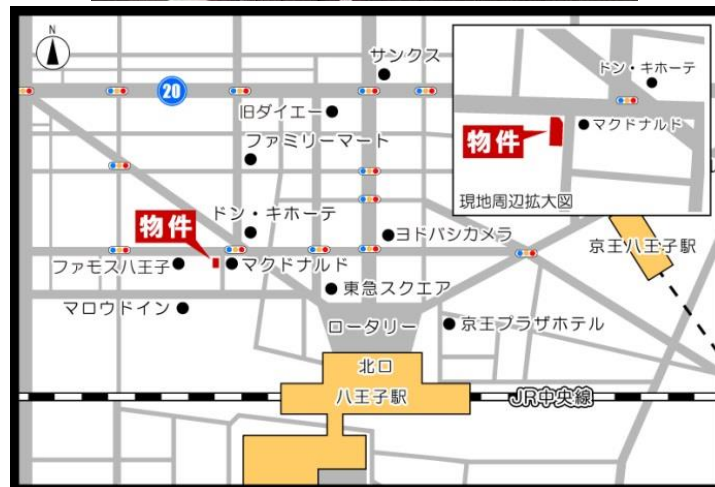 N
サンクス
20
旧ダイエー
ファミリーマート
ドン・キホーテ
物件
ヨドバシカメラ
ファモス八王子
マクドナルド
東急スクエア
マロウドイン
ロータリー
京王プラザホテル
北口
八王子駅
JR中央線
京王八王子駅
ドン・キホーテ
マクドナルド
物件
現地周辺拡大図